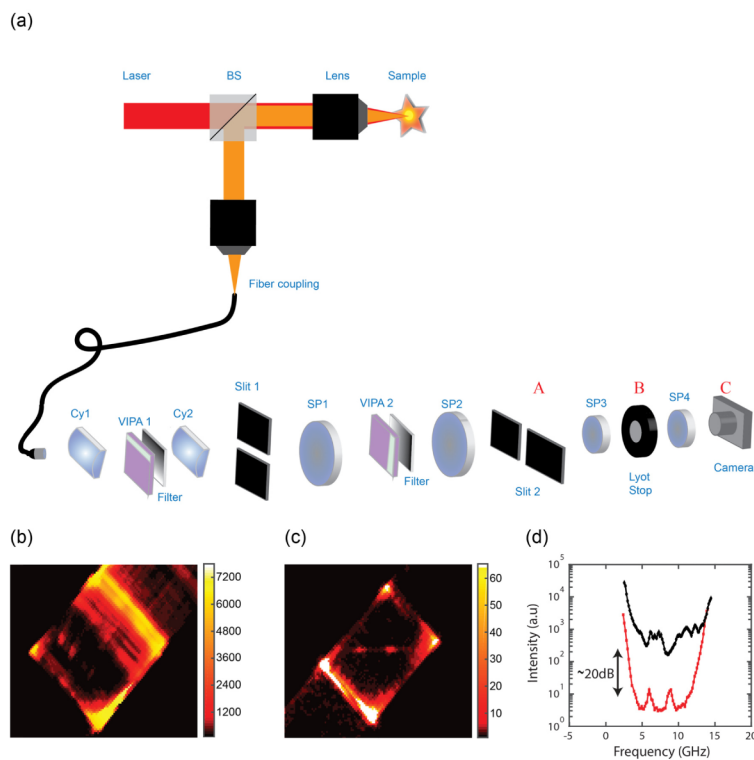 (a)
Laser
BS
Lens
Sample
Fiber coupling
Cy1
VIPA 1
Filter
Cy2
Slit 1
SP1
VIPA 2
Filter
SP2
A
Slit 2
SP3
B
Lyot
Stop
SP4
C
Camera
(b)
7200
6000
4800
3600
2400
1200
(c)
60
50
40
30
20
10
(d)
Intensity (a.u)
10^5
10^4
10^3
10^2
10^1
10^0
~20dB
-5 0 5 10 15 20
Frequency (GHz)